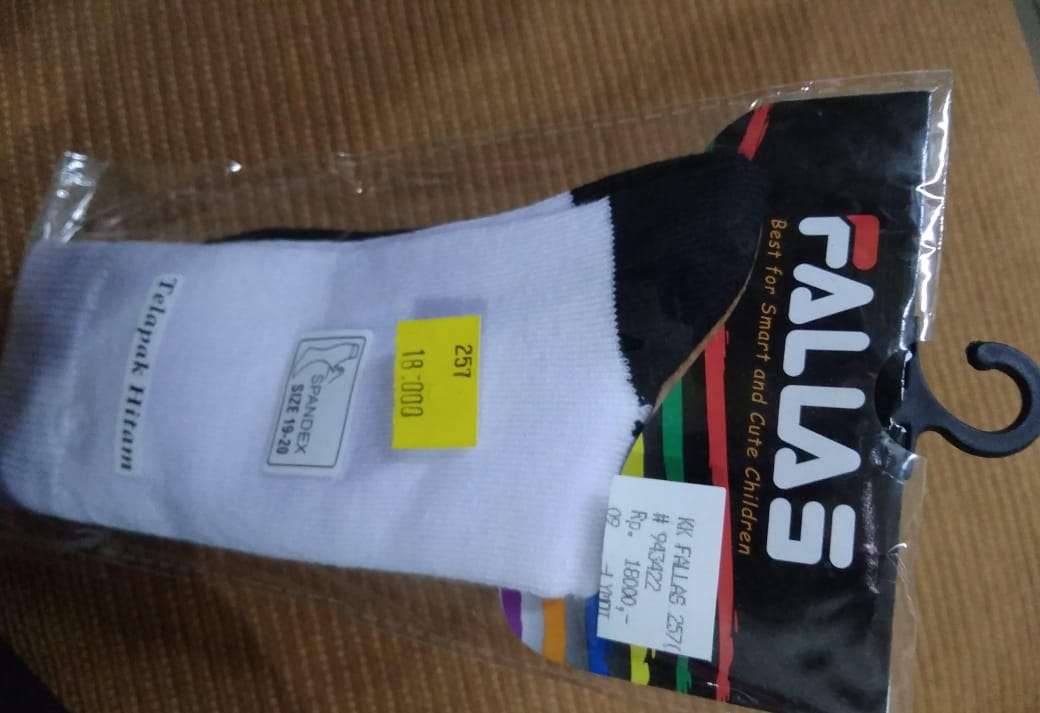 FALLAS
Best for Smart and Cute Children
KK FALLAS 257(
# 943422
Rp. 18000,-
09
257
18.000
SPANDEX
SIZE 19-20
Telapak Hitam